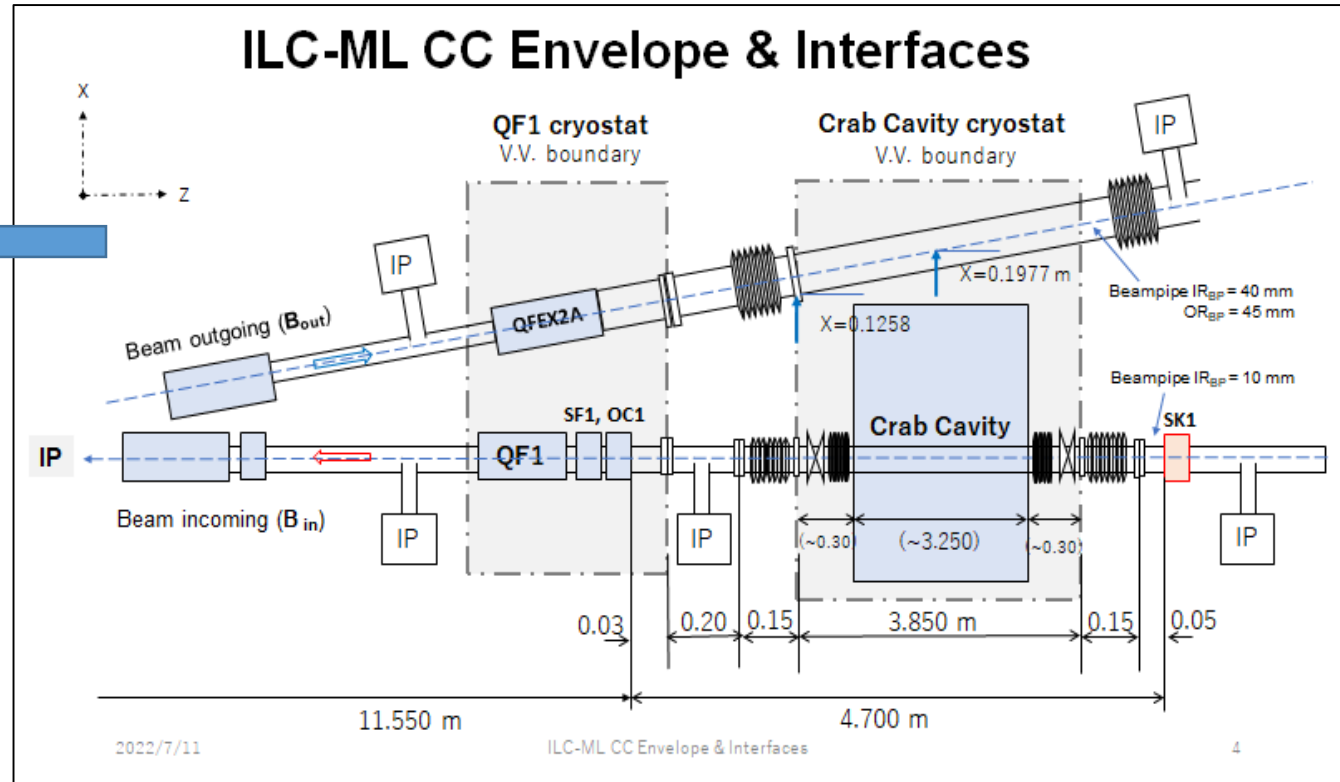 ILC-ML CC Envelope & Interfaces
X
Z
QF1 cryostat
V.V. boundary
Crab Cavity cryostat
V.V. boundary
IP
IP
QFEX2A
X=0.1977 m
X=0.1258
Beampipe IR_BP = 40 mm
OR_BP = 45 mm
Beam outgoing (B_out)
Beampipe IR_BP = 10 mm
SF1, OC1
SK1
IP
QF1
Crab Cavity
Beam incoming (B_in)
IP
IP
IP
(~0.30)
(~3.250)
(~0.30)
0.03
0.20
0.15
3.850 m
0.15
0.05
11.550 m
4.700 m
2022/7/11
ILC-ML CC Envelope & Interfaces
4